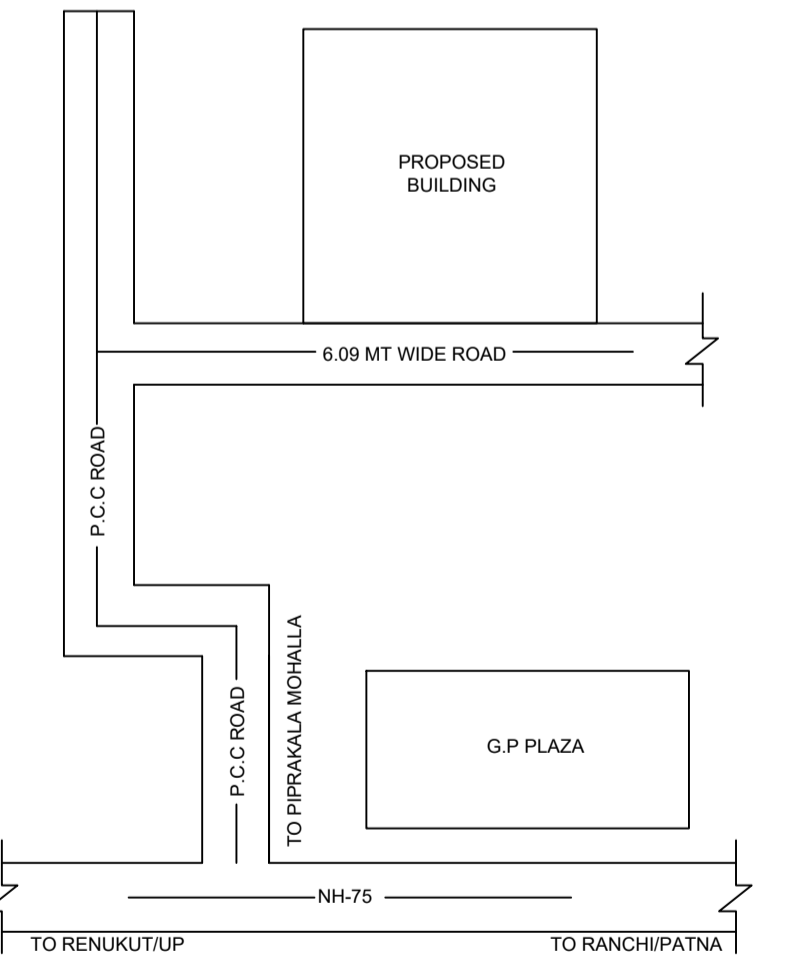 PROPOSED
BUILDING
6.09 MT WIDE ROAD
P.C.C ROAD
TO PIPRAKALA MOHALLA
P.C.C ROAD
G.P PLAZA
NH-75
TO RENUKUT/UP
TO RANCHI/PATNA